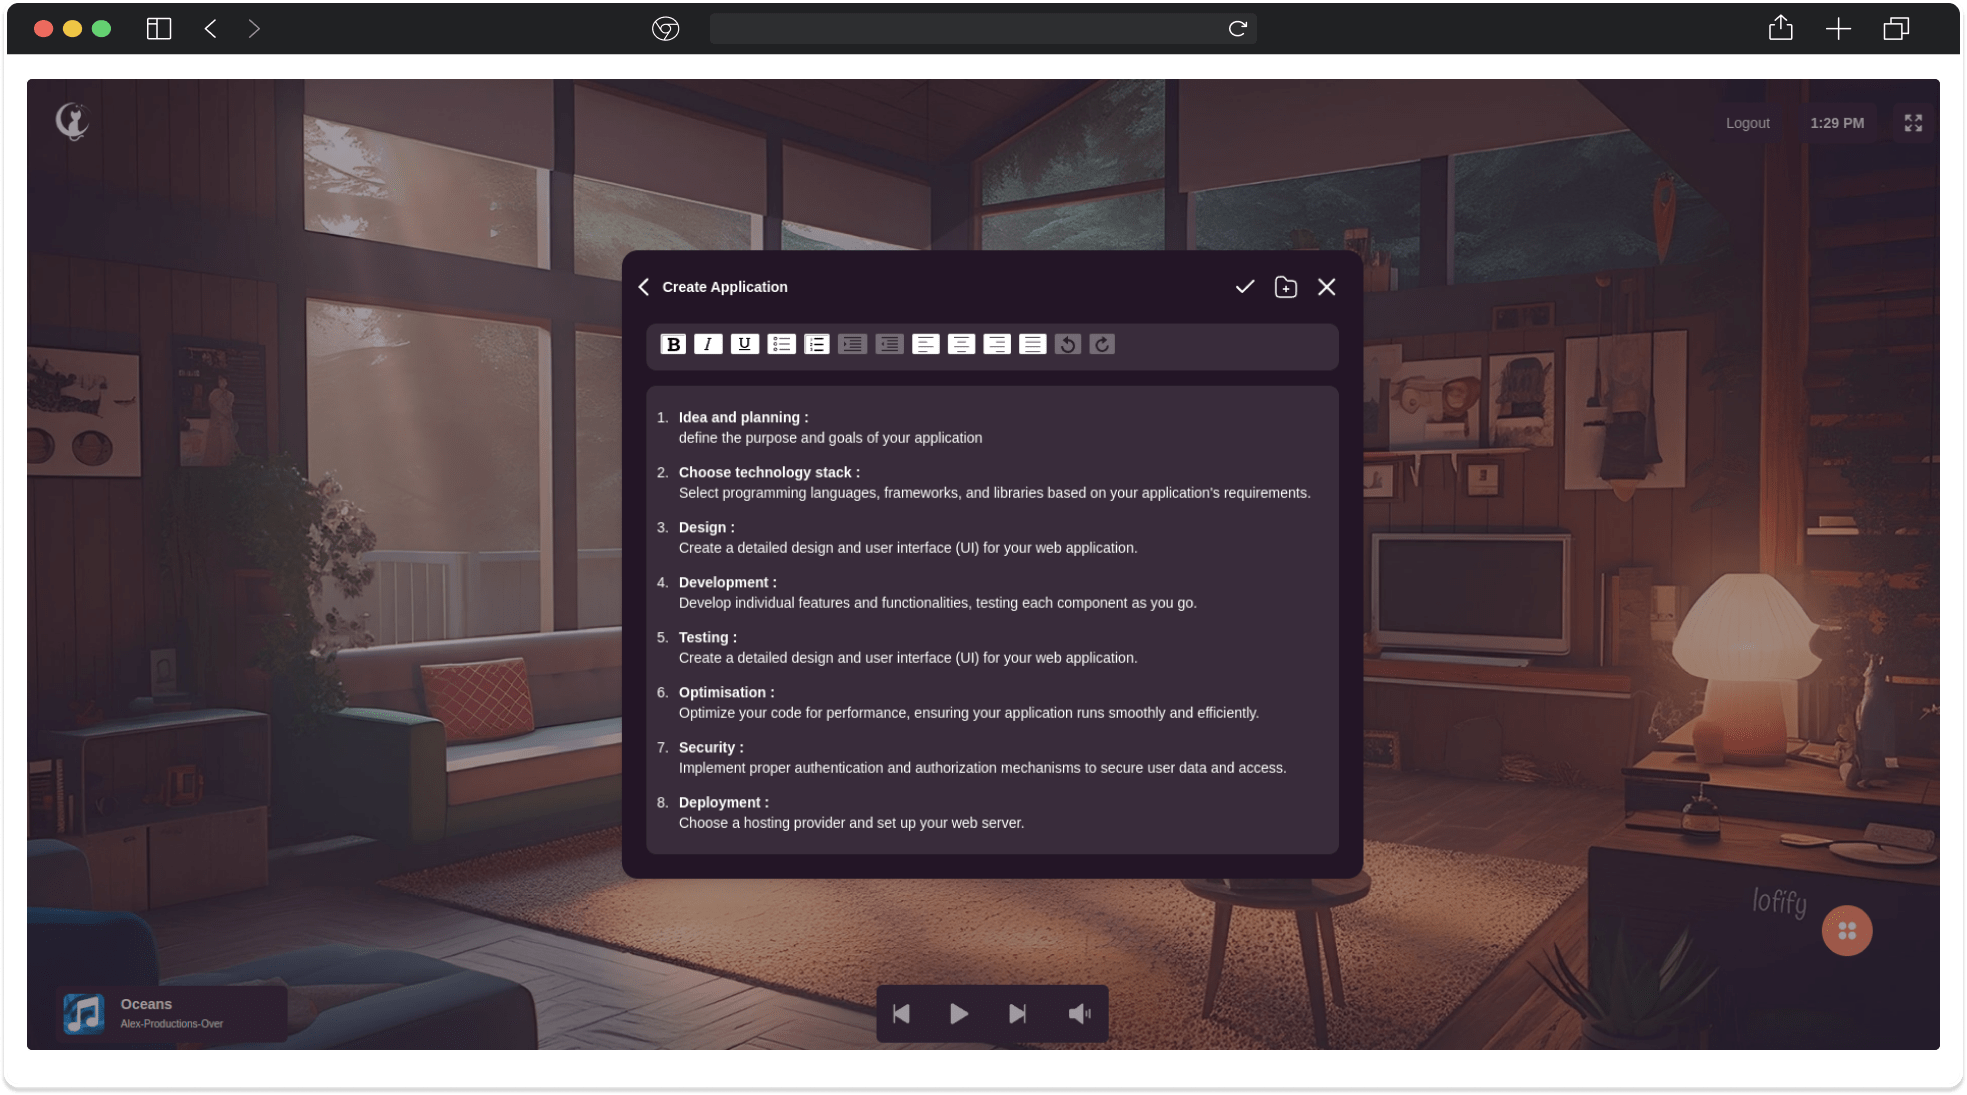 Logout
1:29 PM
Create Application
B I U
1. Idea and planning :
define the purpose and goals of your application
2. Choose technology stack :
Select programming languages, frameworks, and libraries based on your application's requirements.
3. Design :
Create a detailed design and user interface (UI) for your web application.
4. Development :
Develop individual features and functionalities, testing each component as you go.
5. Testing :
Create a detailed design and user interface (UI) for your web application.
6. Optimisation :
Optimize your code for performance, ensuring your application runs smoothly and efficiently.
7. Security :
Implement proper authentication and authorization mechanisms to secure user data and access.
8. Deployment :
Choose a hosting provider and set up your web server.
lofify
Oceans
Alex-Productions-Over